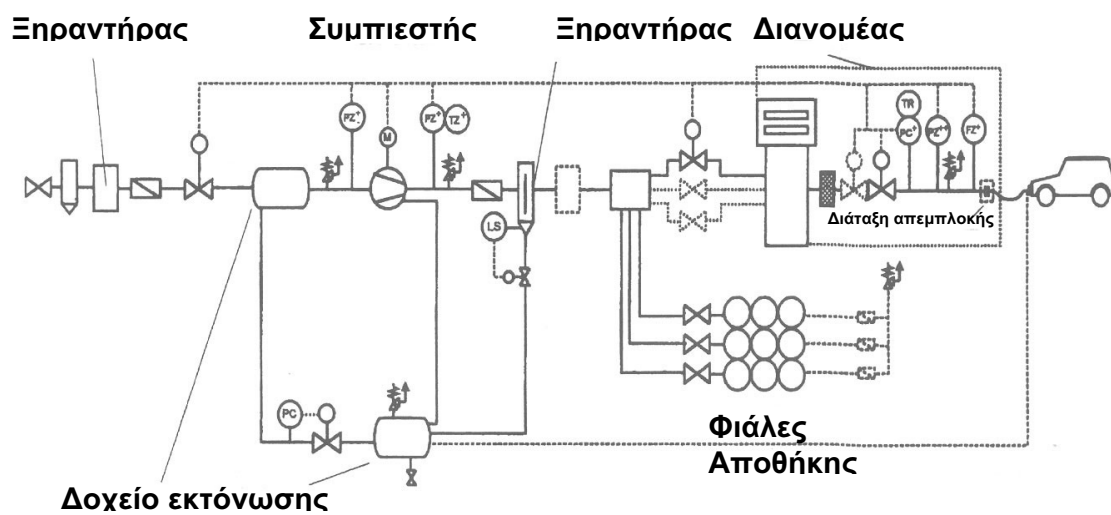 Ξηραντήρας Συμπιεστής Ξηραντήρας Διανομέας
TR
PZ+ PZ+ TZ+ PC+ PZ++ FZ+
M
Διάταξη απεμπλοκής
LS
PC
Φιάλες
Αποθήκης
Δοχείο εκτόνωσης